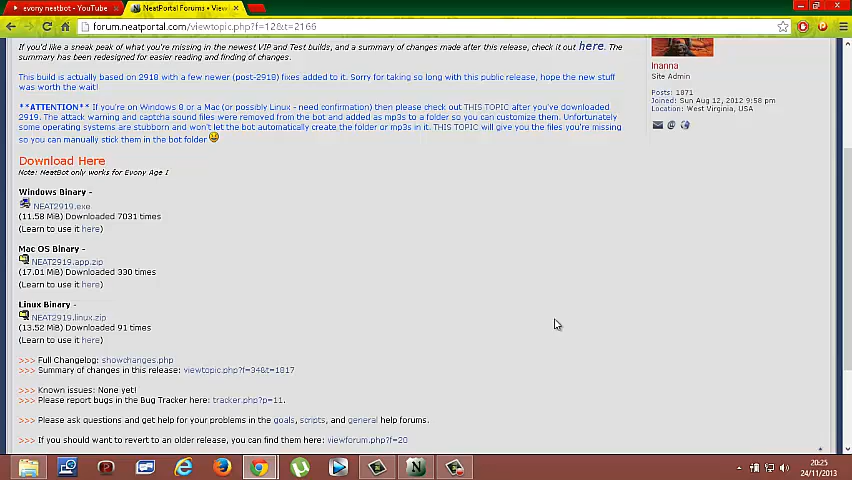 evony neatbot - YouTube
NeatPortal Forums • View
forum.neatportal.com/viewtopic.php?f=12&t=2166
If you'd like a sneak peak of what you're missing in the newest VIP and Test builds, and a summary of changes made after this release, check it out here. The
summary has been redesigned for easier reading and finding of changes.
This build is actually based on 2918 with a few newer (post-2918) fixes added to it. Sorry for taking so long with this public release, hope the new stuff
was worth the wait!
**ATTENTION** If you're on Windows 8 or a Mac (or possibly Linux - need confirmation) then please check out THIS TOPIC after you've downloaded
2919. The attack warning and captcha sound files were removed from the bot and added as mp3s to a folder so you can customize them. Unfortunately
some operating systems are stubborn and won't let the bot automatically create the folder or mp3s in it. THIS TOPIC will give you the files you're missing
so you can manually stick them in the bot folder
Inanna
Site Admin
Posts: 1871
Joined: Sun Aug 12, 2012 9:58 pm
Location: West Virginia, USA
Download Here
Note: NeatBot only works for Evony Age I
Windows Binary -
NEAT2919.exe
(11.58 MiB) Downloaded 7031 times
(Learn to use it here)
Mac OS Binary -
NEAT2919.app.zip
(17.01 MiB) Downloaded 330 times
(Learn to use it here)
Linux Binary -
NEAT2919.linux.zip
(13.52 MiB) Downloaded 91 times
(Learn to use it here)
>>> Full Changelog: showchanges.php
>>> Summary of changes in this release: viewtopic.php?f=34&t=1817
>>> Known issues: None yet!
>>> Please report bugs in the Bug Tracker here: tracker.php?p=11.
>>> Please ask questions and get help for your problems in the goals, scripts, and general help forums.
>>> If you should want to revert to an older release, you can find them here: viewforum.php?f=20
20:25
24/11/2013